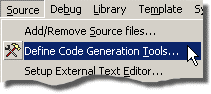 Source Debug Library Template
Add/Remove Source files...
Define Code Generation Tools...
Setup External Text Editor...